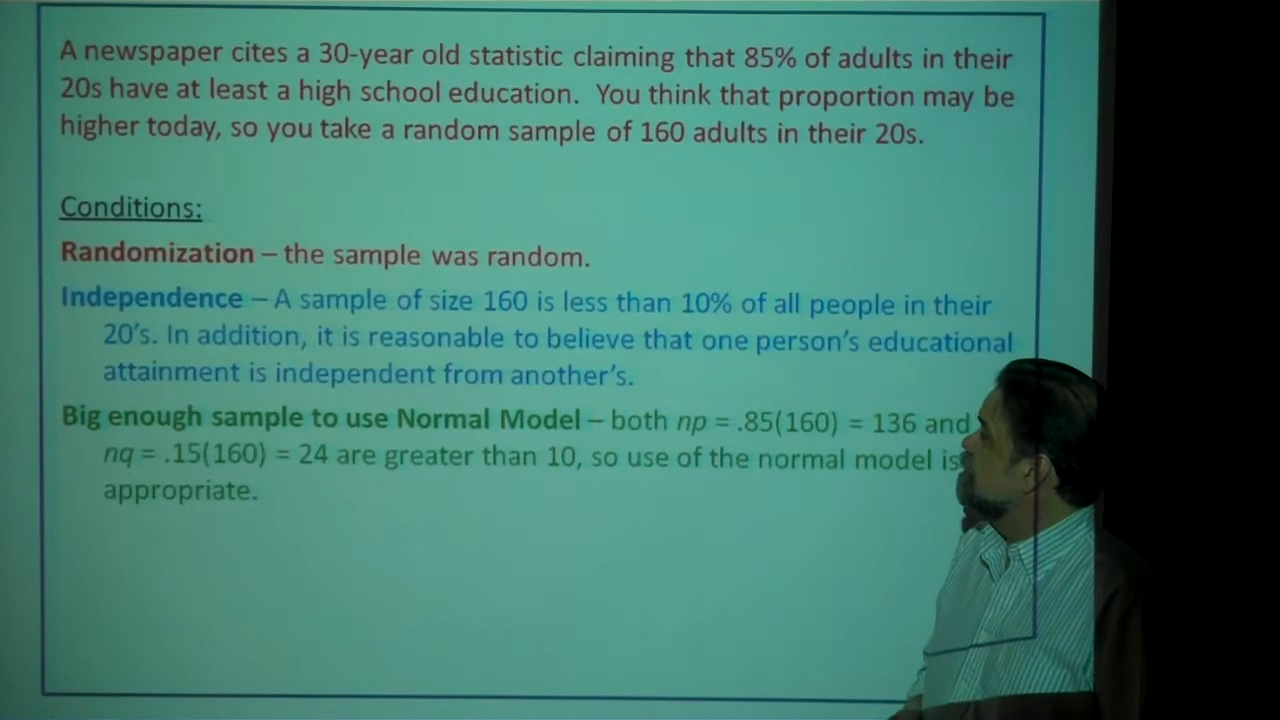 A newspaper cites a 30-year old statistic claiming that 85% of adults in their
20s have at least a high school education.  You think that proportion may be
higher today, so you take a random sample of 160 adults in their 20s.
Conditions:
Randomization – the sample was random.
Independence – A sample of size 160 is less than 10% of all people in their
20's. In addition, it is reasonable to believe that one person's educational
attainment is independent from another's.
Big enough sample to use Normal Model – both np = .85(160) = 136 and
nq = .15(160) = 24 are greater than 10, so use of the normal model is
appropriate.